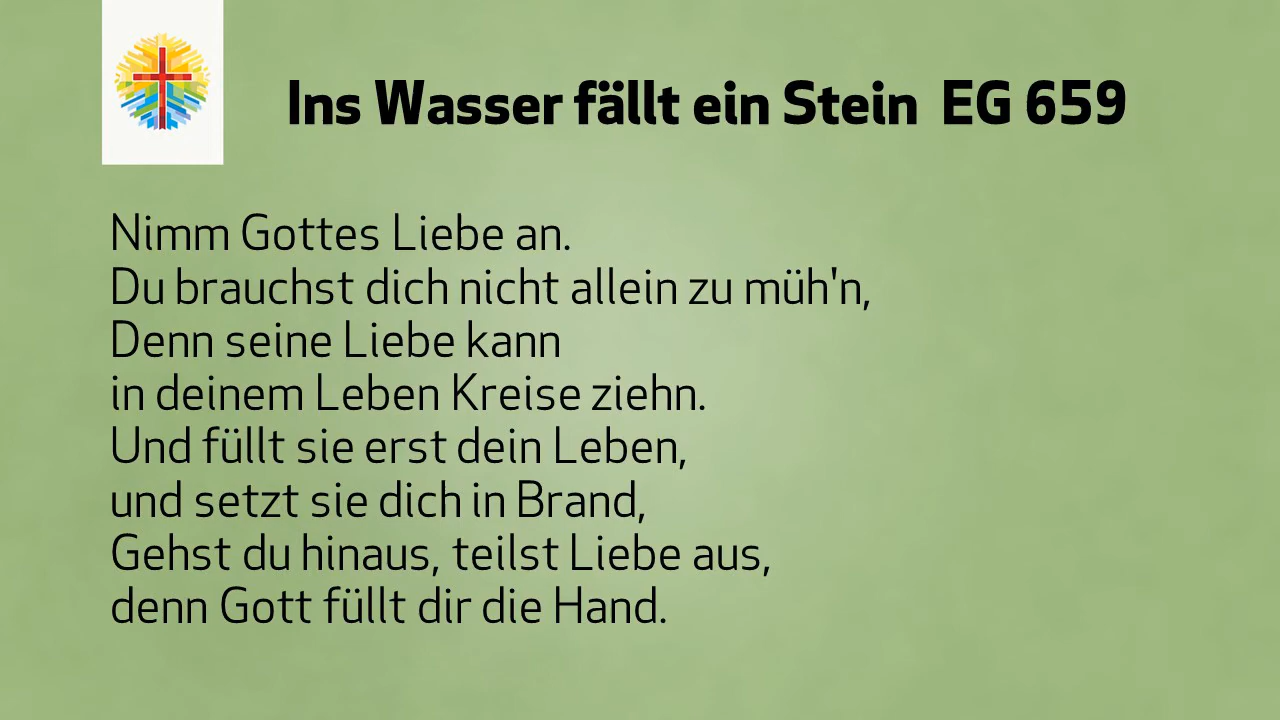 Ins Wasser fällt ein Stein  EG 659
Nimm Gottes Liebe an.
Du brauchst dich nicht allein zu müh'n,
Denn seine Liebe kann
in deinem Leben Kreise ziehn.
Und füllt sie erst dein Leben,
und setzt sie dich in Brand,
Gehst du hinaus, teilst Liebe aus,
denn Gott füllt dir die Hand.